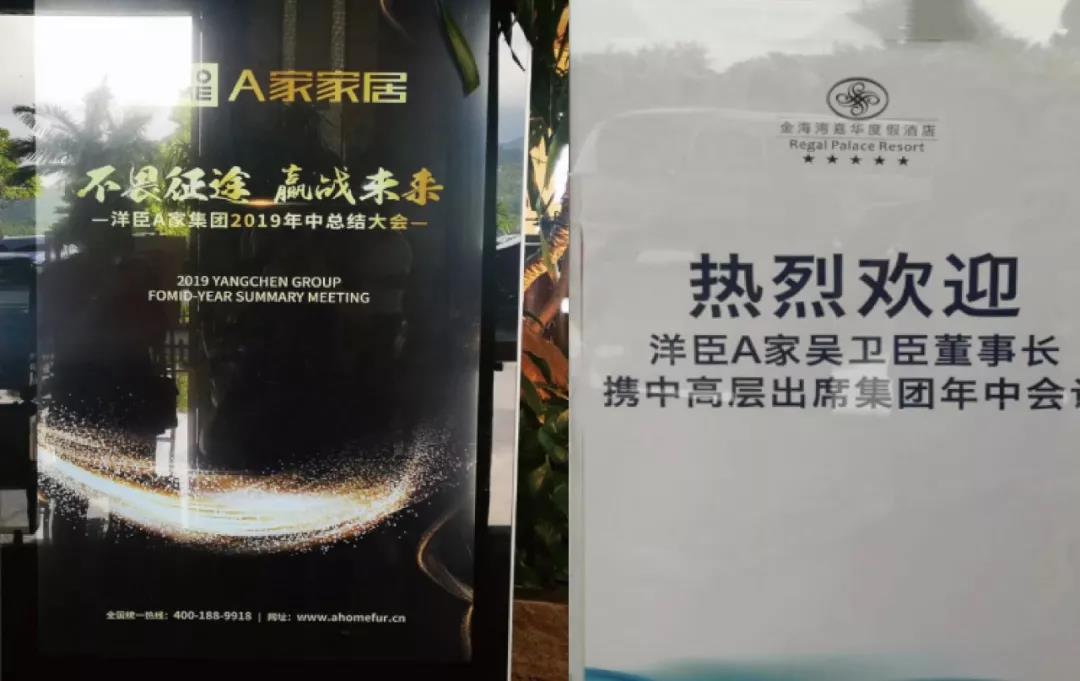 A家家居
不畏征途 赢战未来
—洋臣A家集团2019年中总结大会—
2019 YANGCHEN GROUP
FOMID-YEAR SUMMARY MEETING
全国统一热线：400-188-9918 | 网址：www.ahomefur.cn
金海湾嘉华度假酒店
Regal Palace Resort
★★★★★
热烈欢迎
洋臣A家吴卫臣董事长
携中高层出席集团年中会